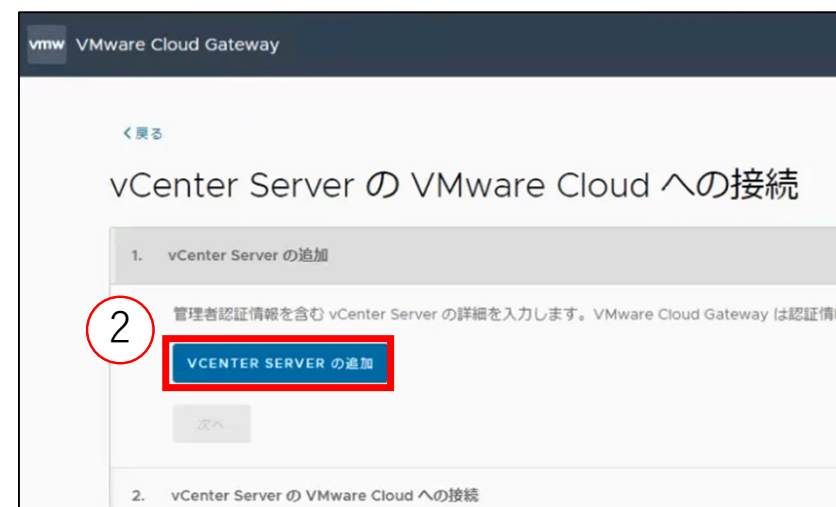 vmw VMware Cloud Gateway
戻る
vCenter Server の VMware Cloud への接続
1. vCenter Server の追加
管理者認証情報を含む vCenter Server の詳細を入力します。VMware Cloud Gateway は認証情
2
VCENTER SERVER の追加
次へ
2. vCenter Server の VMware Cloud への接続